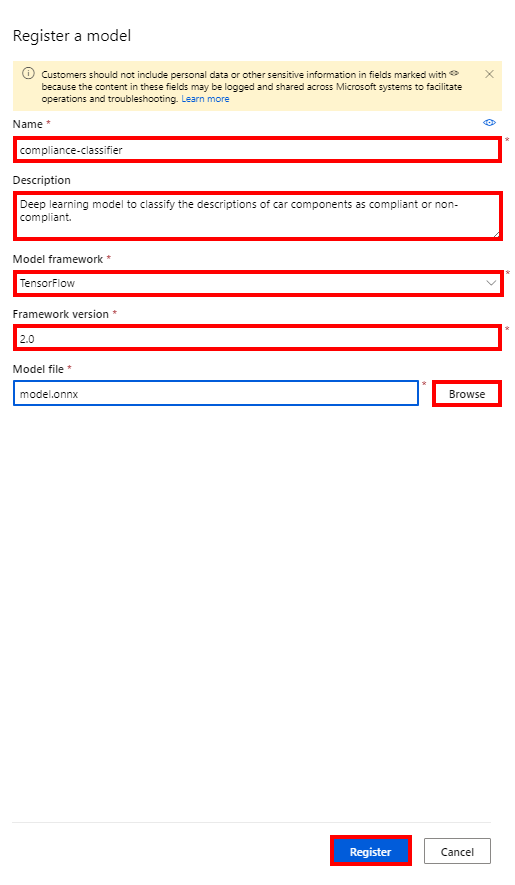 Register a model
Customers should not include personal data or other sensitive information in fields marked with
because the content in these fields may be logged and shared across Microsoft systems to facilitate
operations and troubleshooting. Learn more
Name *
compliance-classifier *
Description
Deep learning model to classify the descriptions of car components as compliant or non-
compliant.
Model framework *
TensorFlow *
Framework version *
2.0 *
Model file *
model.onnx * Browse
Register Cancel